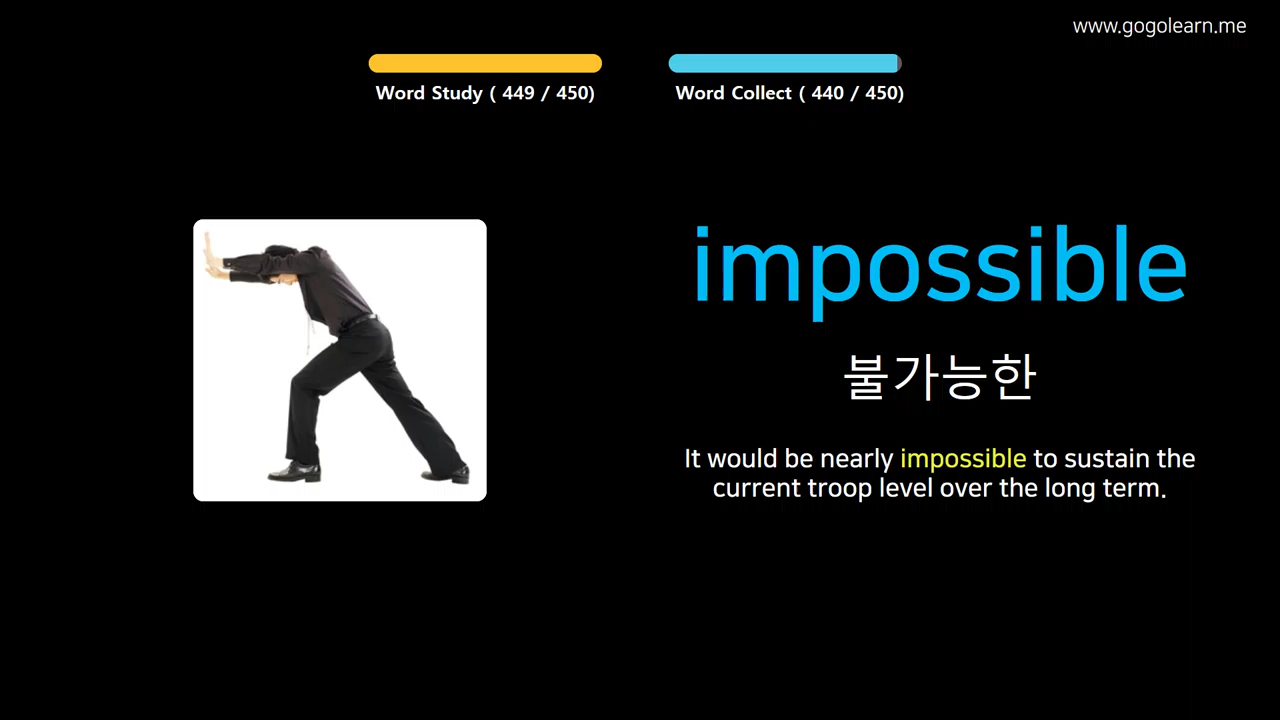 www.gogolearn.me
Word Study ( 449 / 450)
Word Collect ( 440 / 450)
impossible
불가능한
It would be nearly impossible to sustain the
current troop level over the long term.